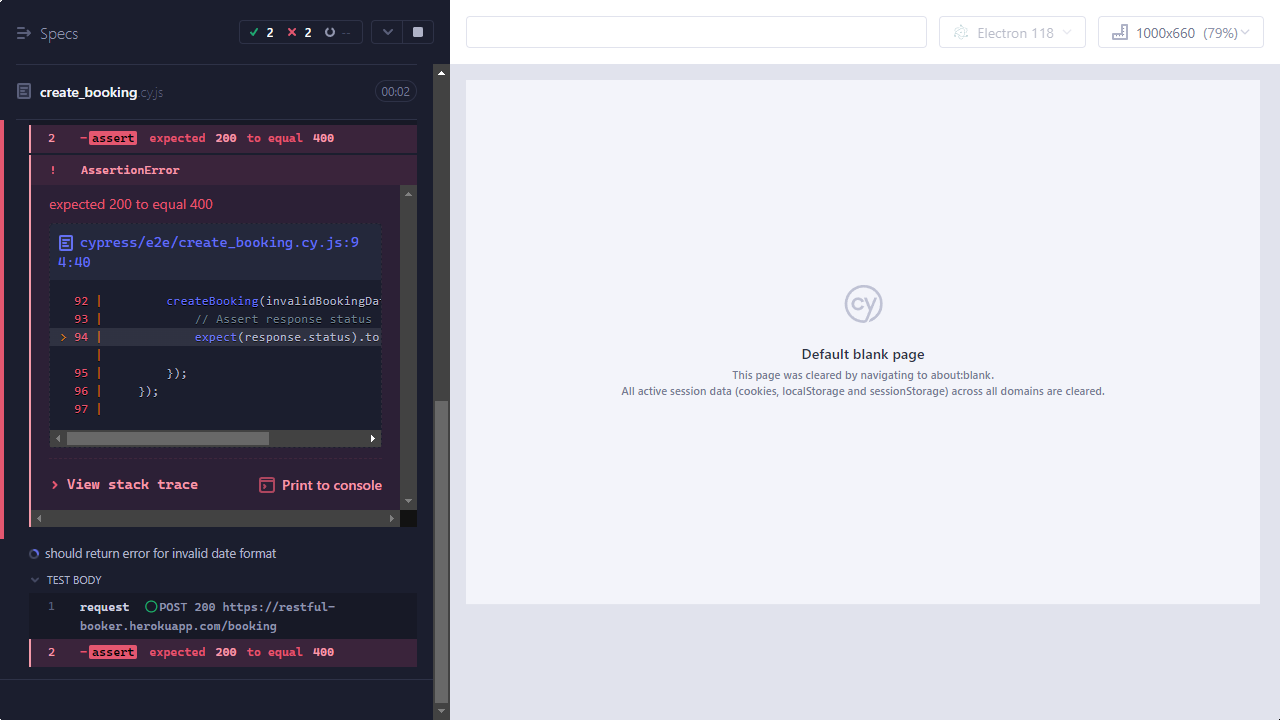 Specs
2
2
--
create_booking cy.js
00:02
2 -assert expected 200 to equal 400
! AssertionError
expected 200 to equal 400
cypress/e2e/create_booking.cy.js:9
4:40
92 | createBooking(invalidBookingDat
93 | // Assert response status
> 94 | expect(response.status).to
|
95 | });
96 | });
97 |
> View stack trace
Print to console
should return error for invalid date format
TEST BODY
1 request POST 200 https://restful-
booker.herokuapp.com/booking
2 -assert expected 200 to equal 400
Electron 118
1000x660 (79%)
cy
Default blank page
This page was cleared by navigating to about:blank.
All active session data (cookies, localStorage and sessionStorage) across all domains are cleared.